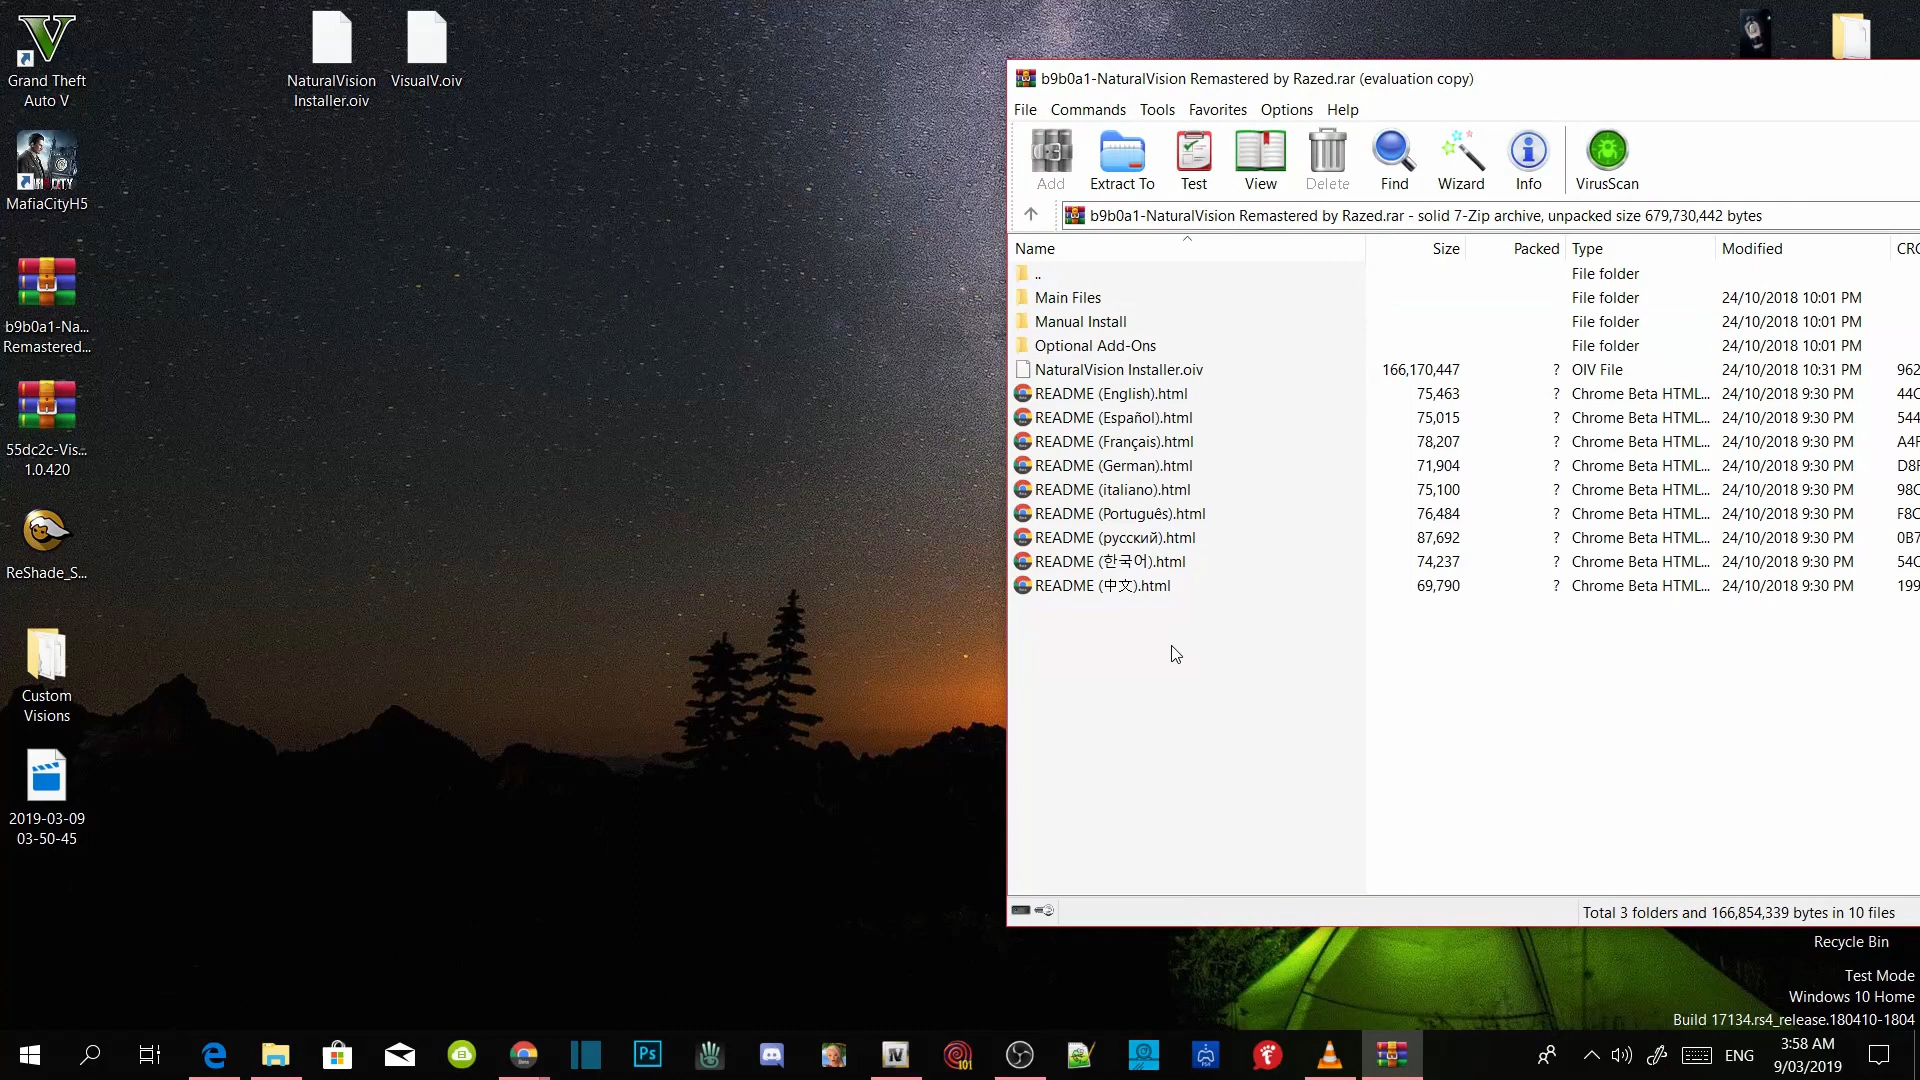 Grand Theft
Auto V
NaturalVision
Installer.oiv
VisualV.oiv
MafiaCityH5
b9b0a1-Na...
Remastered...
55dc2c-Vis...
1.0.420
ReShade_S...
Custom
Visions
2019-03-09
03-50-45
b9b0a1-NaturalVision Remastered by Razed.rar (evaluation copy)
File Commands Tools Favorites Options Help
Add Extract To Test View Delete Find Wizard Info VirusScan
b9b0a1-NaturalVision Remastered by Razed.rar - solid 7-Zip archive, unpacked size 679,730,442 bytes
Name Size Packed Type Modified CRC
.. File folder
Main Files File folder 24/10/2018 10:01 PM
Manual Install File folder 24/10/2018 10:01 PM
Optional Add-Ons File folder 24/10/2018 10:01 PM
NaturalVision Installer.oiv 166,170,447 ? OIV File 24/10/2018 10:31 PM 962
README (English).html 75,463 ? Chrome Beta HTML... 24/10/2018 9:30 PM 44C
README (Español).html 75,015 ? Chrome Beta HTML... 24/10/2018 9:30 PM 544
README (Français).html 78,207 ? Chrome Beta HTML... 24/10/2018 9:30 PM A4F
README (German).html 71,904 ? Chrome Beta HTML... 24/10/2018 9:30 PM D8F
README (italiano).html 75,100 ? Chrome Beta HTML... 24/10/2018 9:30 PM 98C
README (Português).html 76,484 ? Chrome Beta HTML... 24/10/2018 9:30 PM F8C
README (русский).html 87,692 ? Chrome Beta HTML... 24/10/2018 9:30 PM 0B7
README (한국어).html 74,237 ? Chrome Beta HTML... 24/10/2018 9:30 PM 54C
README (中文).html 69,790 ? Chrome Beta HTML... 24/10/2018 9:30 PM 199
Total 3 folders and 166,854,339 bytes in 10 files
Recycle Bin
Test Mode
Windows 10 Home
Build 17134.rs4_release.180410-1804
Ps
IV
101
ENG
3:58 AM
9/03/2019